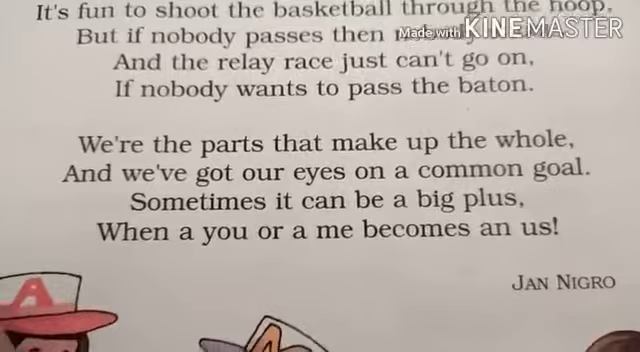 It's fun to shoot the basketball through the hoop,
But if nobody passes then
Made with KINEMASTER
And the relay race just can't go on,
If nobody wants to pass the baton.
We're the parts that make up the whole,
And we've got our eyes on a common goal.
Sometimes it can be a big plus,
When a you or a me becomes an us!
JAN NIGRO
A
A